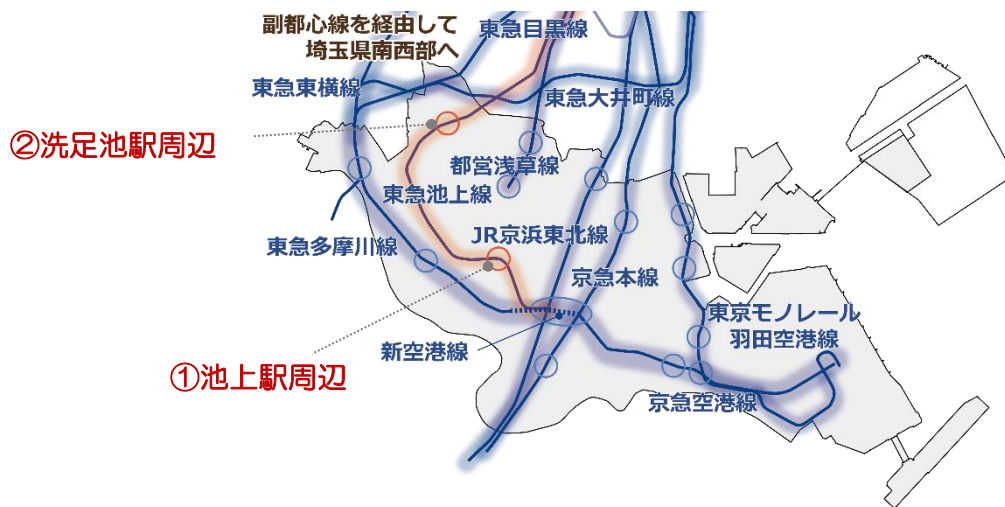 副都心線を経由して
埼玉県南西部へ
東急目黒線
東急東横線
東急大井町線
②洗足池駅周辺
都営浅草線
東急池上線
JR京浜東北線
東急多摩川線
京急本線
東京モノレール
羽田空港線
新空港線
①池上駅周辺
京急空港線